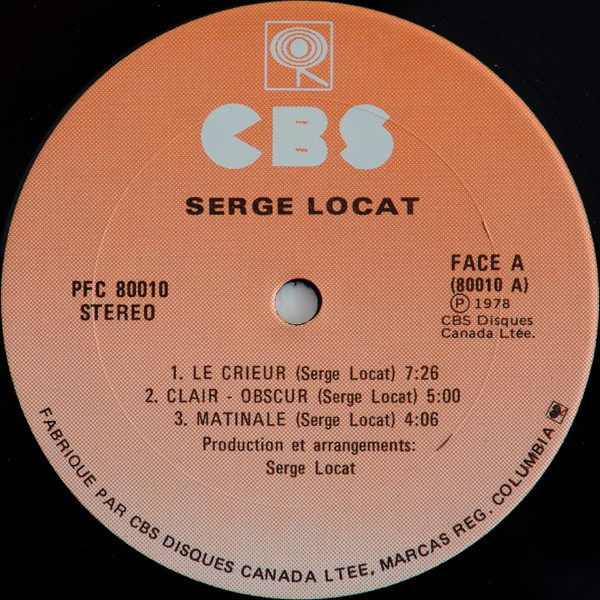 CBS
SERGE LOCAT
PFC 80010
STEREO
FACE A
(80010 A)
Ⓟ 1978
CBS Disques
Canada Ltée.
1. LE CRIEUR (Serge Locat) 7:26
2. CLAIR - OBSCUR (Serge Locat) 5:00
3. MATINALE (Serge Locat) 4:06
Production et arrangements:
Serge Locat
FABRIQUE PAR CBS DISQUES CANADA LTEE, MARCAS REG. COLUMBIA